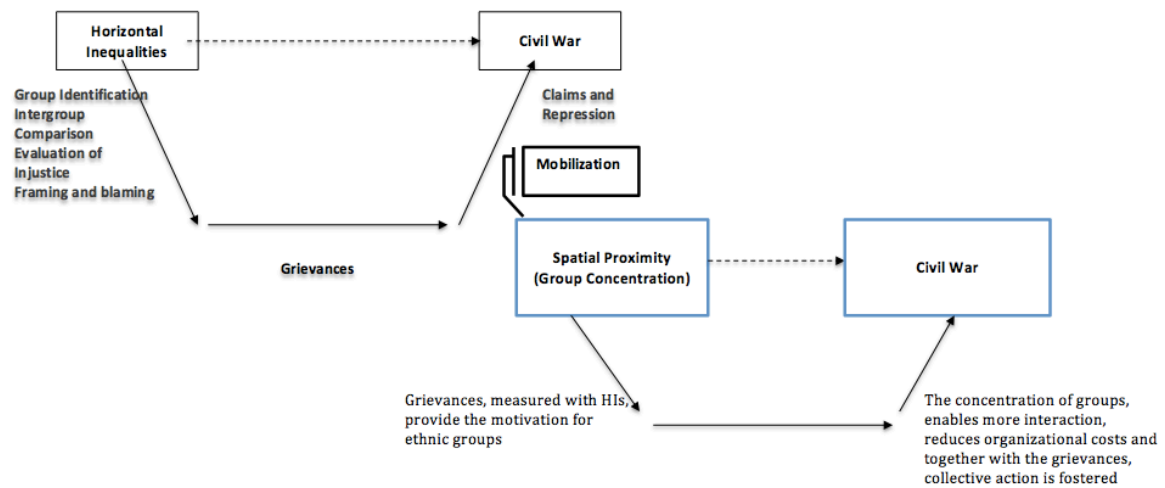 Horizontal
Inequalities
Civil War
Group Identification
Intergroup
Comparison
Evaluation of
Injustice
Framing and blaming
Claims and
Repression
Mobilization
Grievances
Spatial Proximity
(Group Concentration)
Civil War
Grievances, measured with HIs,
provide the motivation for
ethnic groups
The concentration of groups,
enables more interaction,
reduces organizational costs and
together with the grievances,
collective action is fostered